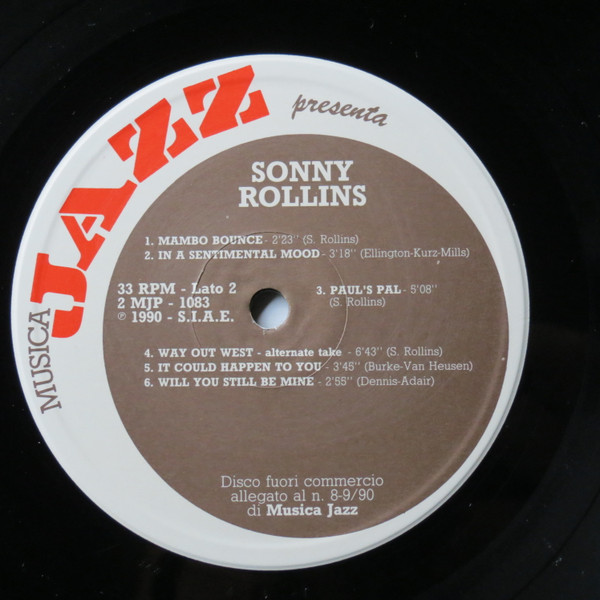 MUSICA
JAZZ
presenta
SONNY
ROLLINS
1. MAMBO BOUNCE - 2'23'' (S. Rollins)
2. IN A SENTIMENTAL MOOD - 3'18'' (Ellington-Kurz-Mills)
33 RPM - Lato 2
2 MJP - 1083
℗ 1990 - S.I.A.E.
3. PAUL'S PAL - 5'08''
(S. Rollins)
4. WAY OUT WEST - alternate take - 6'43'' (S. Rollins)
5. IT COULD HAPPEN TO YOU - 3'45'' (Burke-Van Heusen)
6. WILL YOU STILL BE MINE - 2'55'' (Dennis-Adair)
Disco fuori commercio
allegato al n. 8-9/90
di Musica Jazz